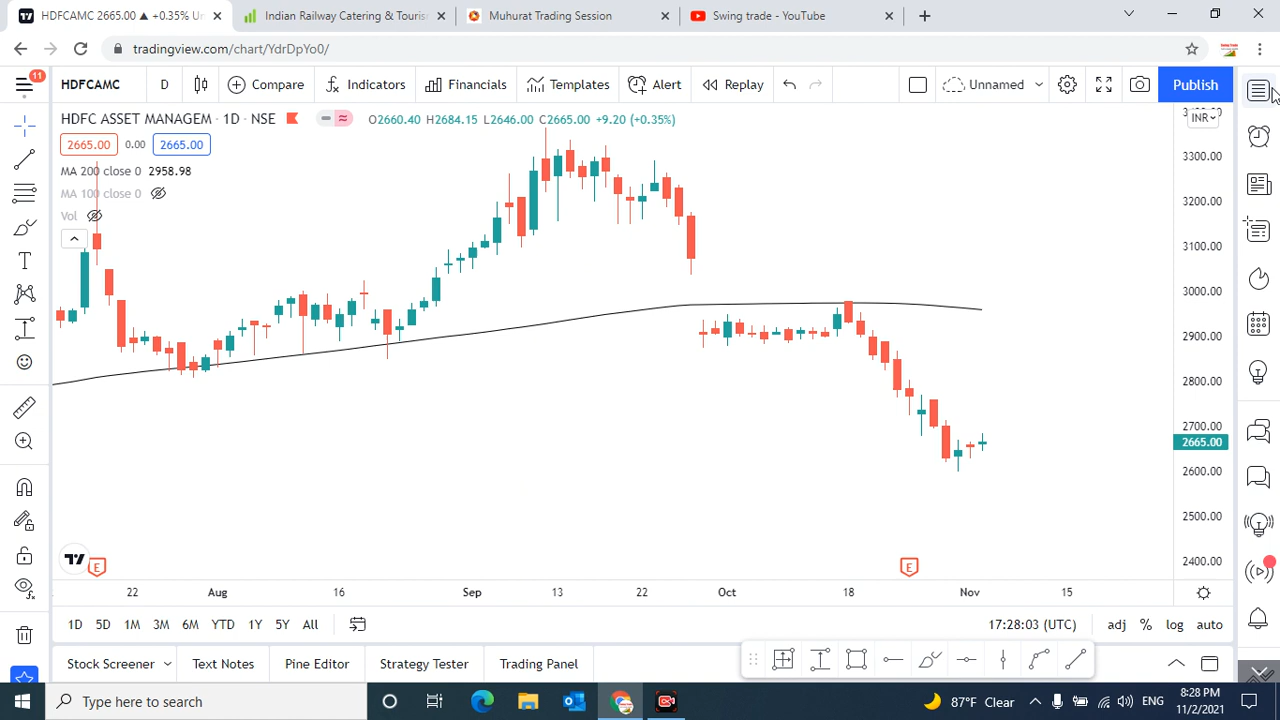 HDFCAMC 2665.00 ▲ +0.35% Un
Indian Railway Catering & Touris
Muhurat Trading Session
Swing trade - YouTube
tradingview.com/chart/YdrDpYo0/
HDFCAMC D Compare Indicators Financials Templates Alert Replay Unnamed Publish
11
HDFC ASSET MANAGEM · 1D · NSE O2660.40 H2684.15 L2646.00 C2665.00 +9.20 (+0.35%)
INR
2665.00 0.00 2665.00
MA 200 close 0 2958.98
MA 100 close 0
Vol
3400.00
3300.00
3200.00
3100.00
3000.00
2900.00
2800.00
2700.00
2665.00
2600.00
2500.00
2400.00
E E
22 Aug 16 Sep 13 22 Oct 18 Nov 15
1D 5D 1M 3M 6M YTD 1Y 5Y All 17:28:03 (UTC) adj % log auto
Stock Screener Text Notes Pine Editor Strategy Tester Trading Panel
Type here to search
87°F Clear ENG
8:28 PM
11/2/2021